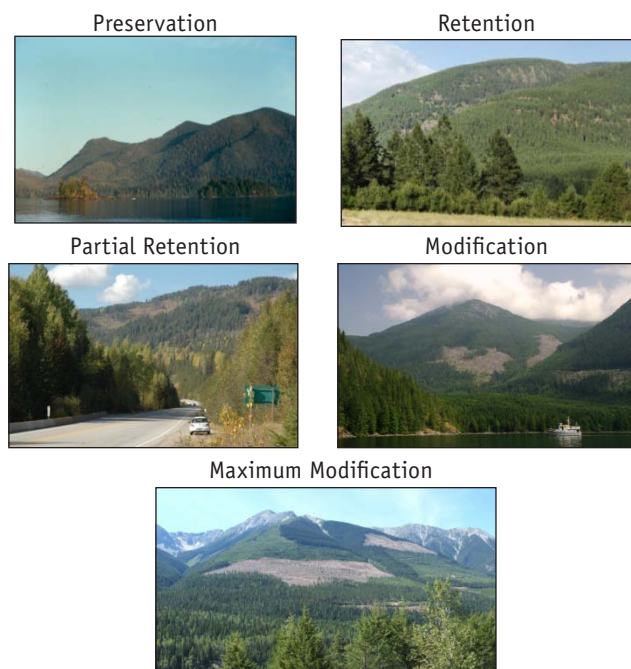 Preservation
Retention
Partial Retention
Modification
Maximum Modification